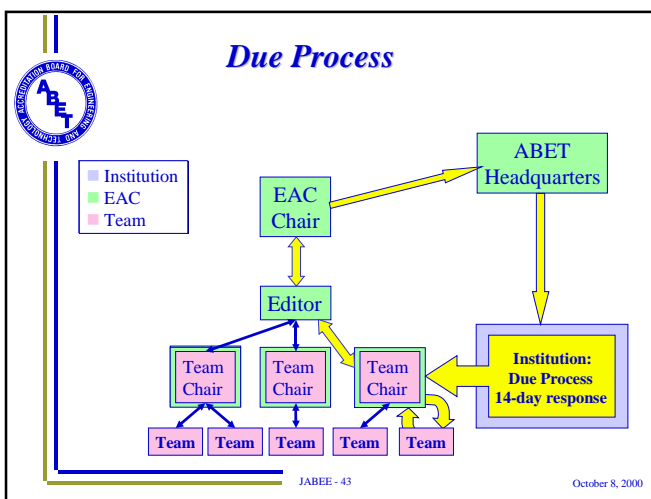 Due Process
ACCREDITATION BOARD FOR ENGINEERING AND TECHNOLOGY
ABET
Institution
EAC
Team
ABET
Headquarters
EAC
Chair
Editor
Team
Chair
Team
Chair
Team
Chair
Institution:
Due Process
14-day response
Team
Team
Team
Team
Team
JABEE - 43
October 8, 2000